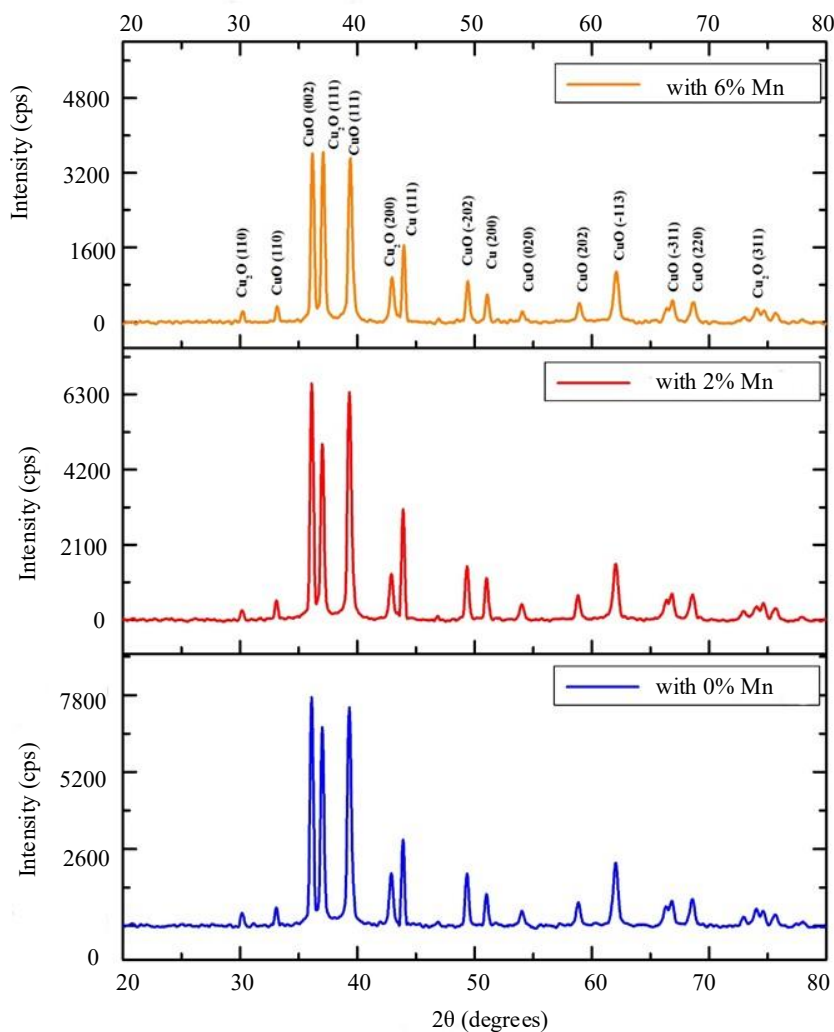 20 30 40 50 60 70 80
with 6% Mn
Intensity (cps)
4800
3200
1600
0
Cu₂O (110)
CuO (110)
CuO (002)
Cu₂O (111)
CuO (111)
Cu₂O (200)
Cu (111)
CuO (-202)
Cu (200)
CuO (020)
CuO (202)
CuO (-113)
CuO (-311)
CuO (220)
Cu₂O (311)
with 2% Mn
Intensity (cps)
6300
4200
2100
0
with 0% Mn
Intensity (cps)
7800
5200
2600
0
20 30 40 50 60 70 80
2θ (degrees)